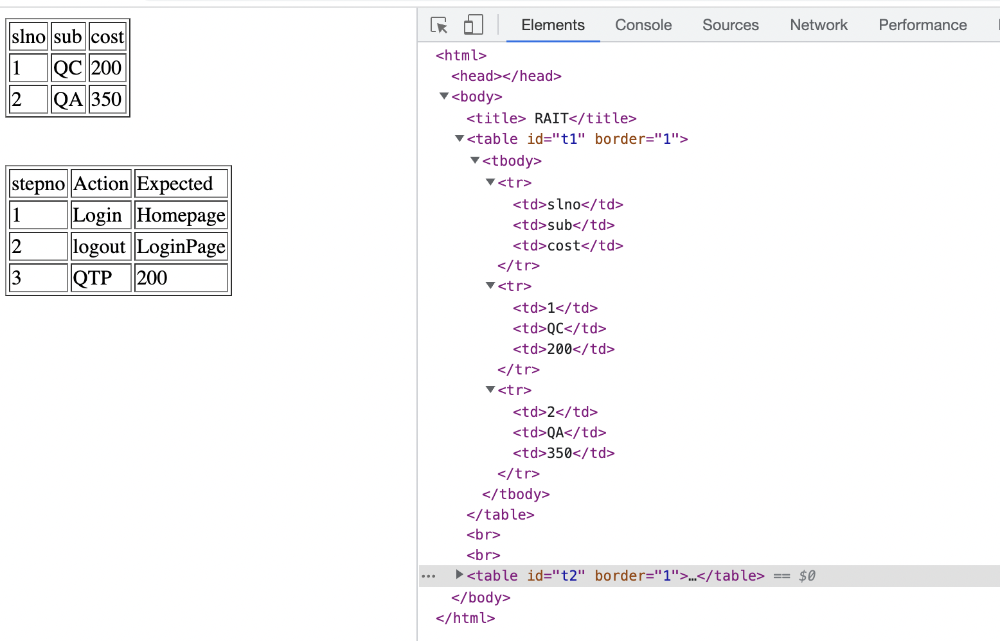 slno sub cost
1 QC 200
2 QA 350
stepno Action Expected
1 Login Homepage
2 logout LoginPage
3 QTP 200
Elements Console Sources Network Performance
<html>
<head></head>
<body>
<title> RAIT</title>
<table id="t1" border="1">
<tbody>
<tr>
<td>slno</td>
<td>sub</td>
<td>cost</td>
</tr>
<tr>
<td>1</td>
<td>QC</td>
<td>200</td>
</tr>
<tr>
<td>2</td>
<td>QA</td>
<td>350</td>
</tr>
</tbody>
</table>
<br>
<br>
<table id="t2" border="1">…</table> == $0
</body>
</html>